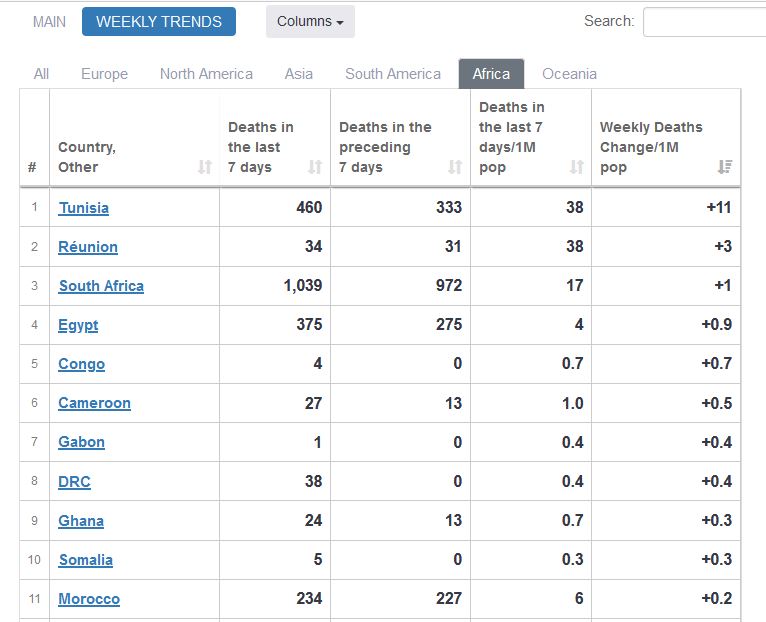 MAIN WEEKLY TRENDS Columns Search:
All Europe North America Asia South America Africa Oceania
# Country, Other Deaths in the last 7 days Deaths in the preceding 7 days Deaths in the last 7 days/1M pop Weekly Deaths Change/1M pop
1 Tunisia 460 333 38 +11
2 Réunion 34 31 38 +3
3 South Africa 1,039 972 17 +1
4 Egypt 375 275 4 +0.9
5 Congo 4 0 0.7 +0.7
6 Cameroon 27 13 1.0 +0.5
7 Gabon 1 0 0.4 +0.4
8 DRC 38 0 0.4 +0.4
9 Ghana 24 13 0.7 +0.3
10 Somalia 5 0 0.3 +0.3
11 Morocco 234 227 6 +0.2